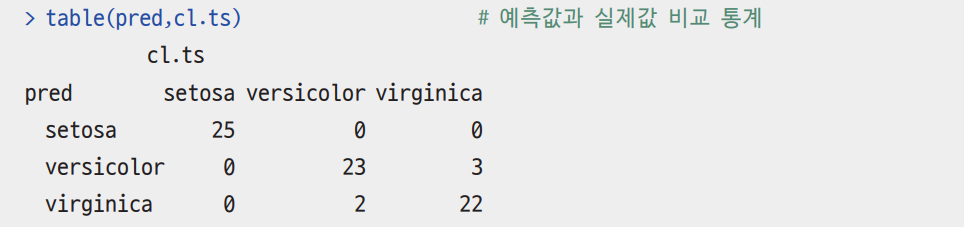 > table(pred,cl.ts) # 예측값과 실제값 비교 통계
cl.ts
pred setosa versicolor virginica
setosa 25 0 0
versicolor 0 23 3
virginica 0 2 22